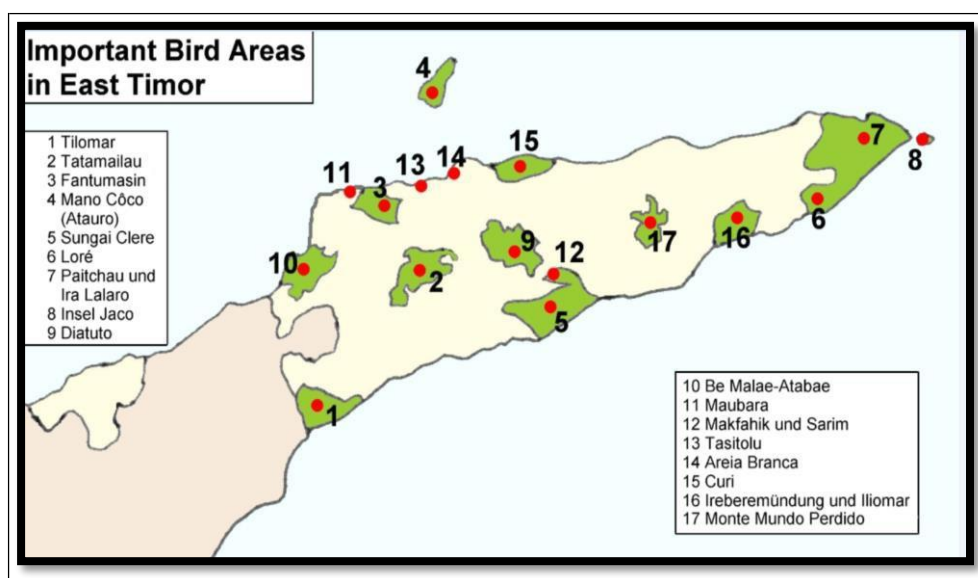 Important Bird Areas
in East Timor
1 Tilomar
2 Tatamailau
3 Fantumasin
4 Mano Côco
(Atauro)
5 Sungai Clere
6 Loré
7 Paitchau und
Ira Lalaro
8 Insel Jaco
9 Diatuto
4
15
14
13
11
3
7
8
6
17
16
9
12
10
2
5
1
10 Be Malae-Atabae
11 Maubara
12 Makfahik und Sarim
13 Tasitolu
14 Areia Branca
15 Curi
16 Ireberemündung und Iliomar
17 Monte Mundo Perdido